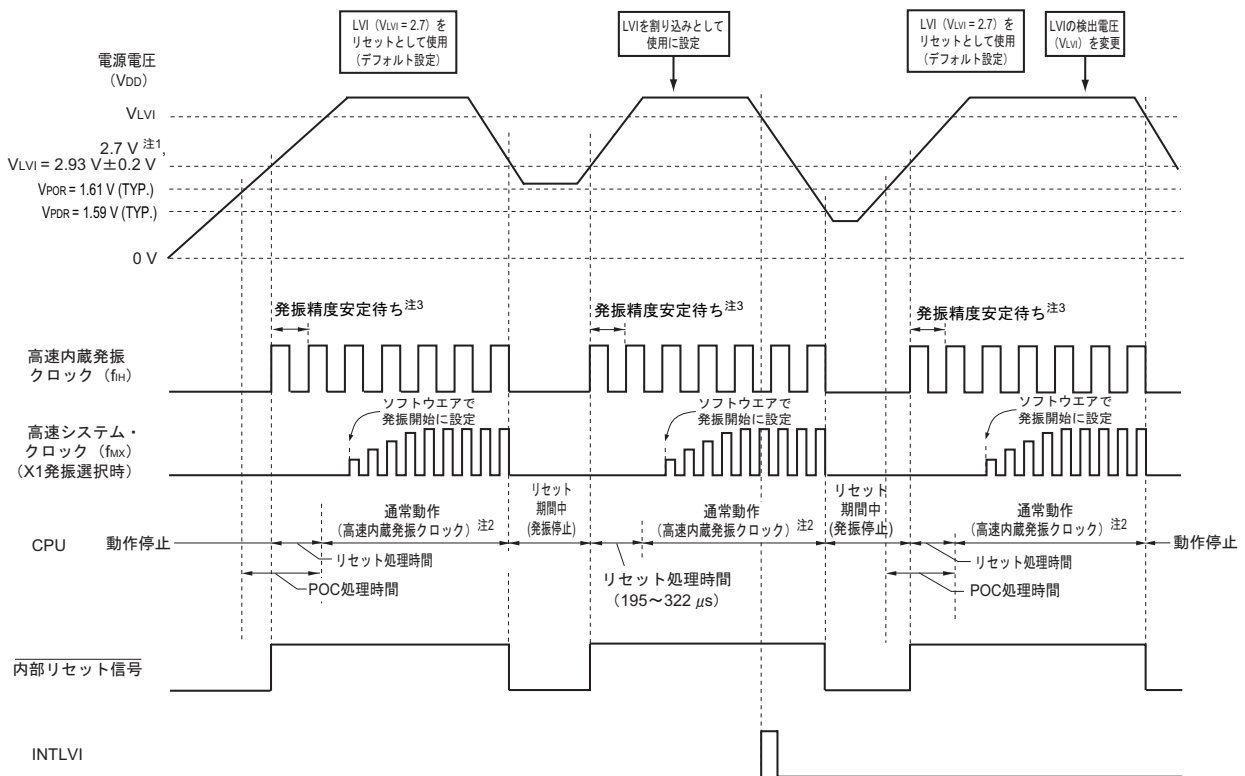 LVI（VLVI = 2.7）を
リセットとして使用
（デフォルト設定）
LVIを割り込みとして
使用に設定
LVI（VLVI = 2.7）を
リセットとして使用
（デフォルト設定）
LVIの検出電圧
（VLVI）を変更
電源電圧
（VDD）
VLVI
2.7 V 注1,
VLVI = 2.93 V±0.2 V
VPOR = 1.61 V (TYP.)
VPDR = 1.59 V (TYP.)
0 V
発振精度安定待ち注3
発振精度安定待ち注3
発振精度安定待ち注3
高速内蔵発振
クロック（fIH）
ソフトウエアで
発振開始に設定
ソフトウエアで
発振開始に設定
ソフトウエアで
発振開始に設定
高速システム・
クロック（fMX）
（X1発振選択時）
CPU
動作停止
通常動作
（高速内蔵発振クロック）注2
リセット
期間中
(発振停止)
通常動作
（高速内蔵発振クロック）注2
リセット
期間中
(発振停止)
通常動作
（高速内蔵発振クロック）注2
動作停止
リセット処理時間
POC処理時間
リセット処理時間
（195～322 μs）
リセット処理時間
POC処理時間
内部リセット信号
INTLVI